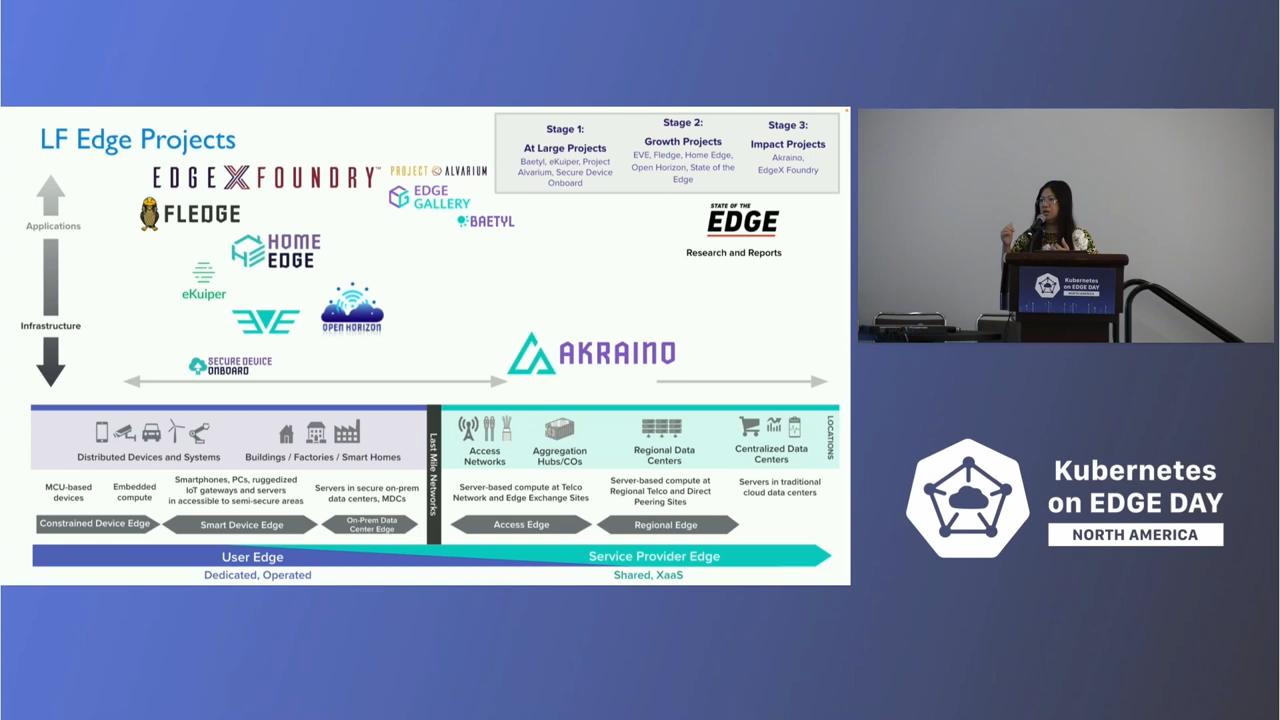 LF Edge Projects
Stage 1:
At Large Projects
Baetyl, eKuiper, Project
Alvarium, Secure Device
Onboard
Stage 2:
Growth Projects
EVE, Fledge, Home Edge,
Open Horizon, State of the
Edge
Stage 3:
Impact Projects
Akraino,
EdgeX Foundry
EDGE X FOUNDRY™
PROJECT ALVARIUM
EDGE
GALLERY
FLEDGE
BAETYL
STATE OF THE
EDGE
Research and Reports
Applications
HOME
EDGE
eKuiper
EVE
OPEN HORIZON
Infrastructure
SECURE DEVICE
ONBOARD
AKRAINO
Distributed Devices and Systems
Buildings / Factories / Smart Homes
Last Mile Networks
Access
Networks
Aggregation
Hubs/COs
Regional Data
Centers
Centralized Data
Centers
LOCATIONS
MCU-based
devices
Embedded
compute
Smartphones, PCs, ruggedized
IoT gateways and servers
in accessible to semi-secure areas
Servers in secure on-prem
data centers, MDCs
Server-based compute at Telco
Network and Edge Exchange Sites
Server-based compute at
Regional Telco and Direct
Peering Sites
Servers in traditional
cloud data centers
Constrained Device Edge
Smart Device Edge
On-Prem Data
Center Edge
Access Edge
Regional Edge
User Edge
Service Provider Edge
Dedicated, Operated
Shared, XaaS
Kubernetes
on EDGE DAY
NORTH AMERICA
Kubernetes
on EDGE DAY
NORTH AMERICA